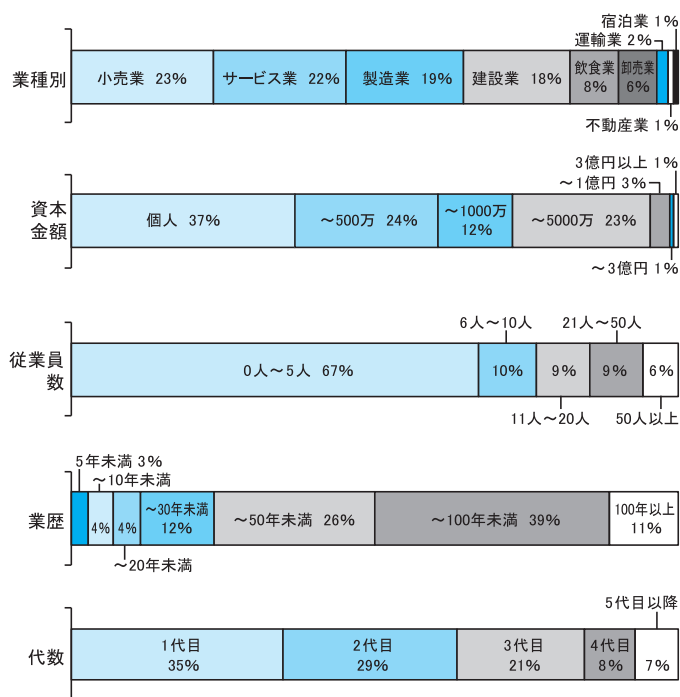 宿泊業 1%
運輸業 2%
業種別
小売業 23%
サービス業 22%
製造業 19%
建設業 18%
飲食業
8%
卸売業
6%
不動産業 1%
3億円以上 1%
～1億円 3%
資本
金額
個人 37%
～500万 24%
～1000万
12%
～5000万 23%
～3億円 1%
6人～10人
21人～50人
従業員
数
0人～5人 67%
10%
9%
9%
6%
11人～20人
50人以上
5年未満 3%
～10年未満
業歴
4%
4%
～30年未満
12%
～50年未満 26%
～100年未満 39%
100年以上
11%
～20年未満
5代目以降
代数
1代目
35%
2代目
29%
3代目
21%
4代目
8%
7%